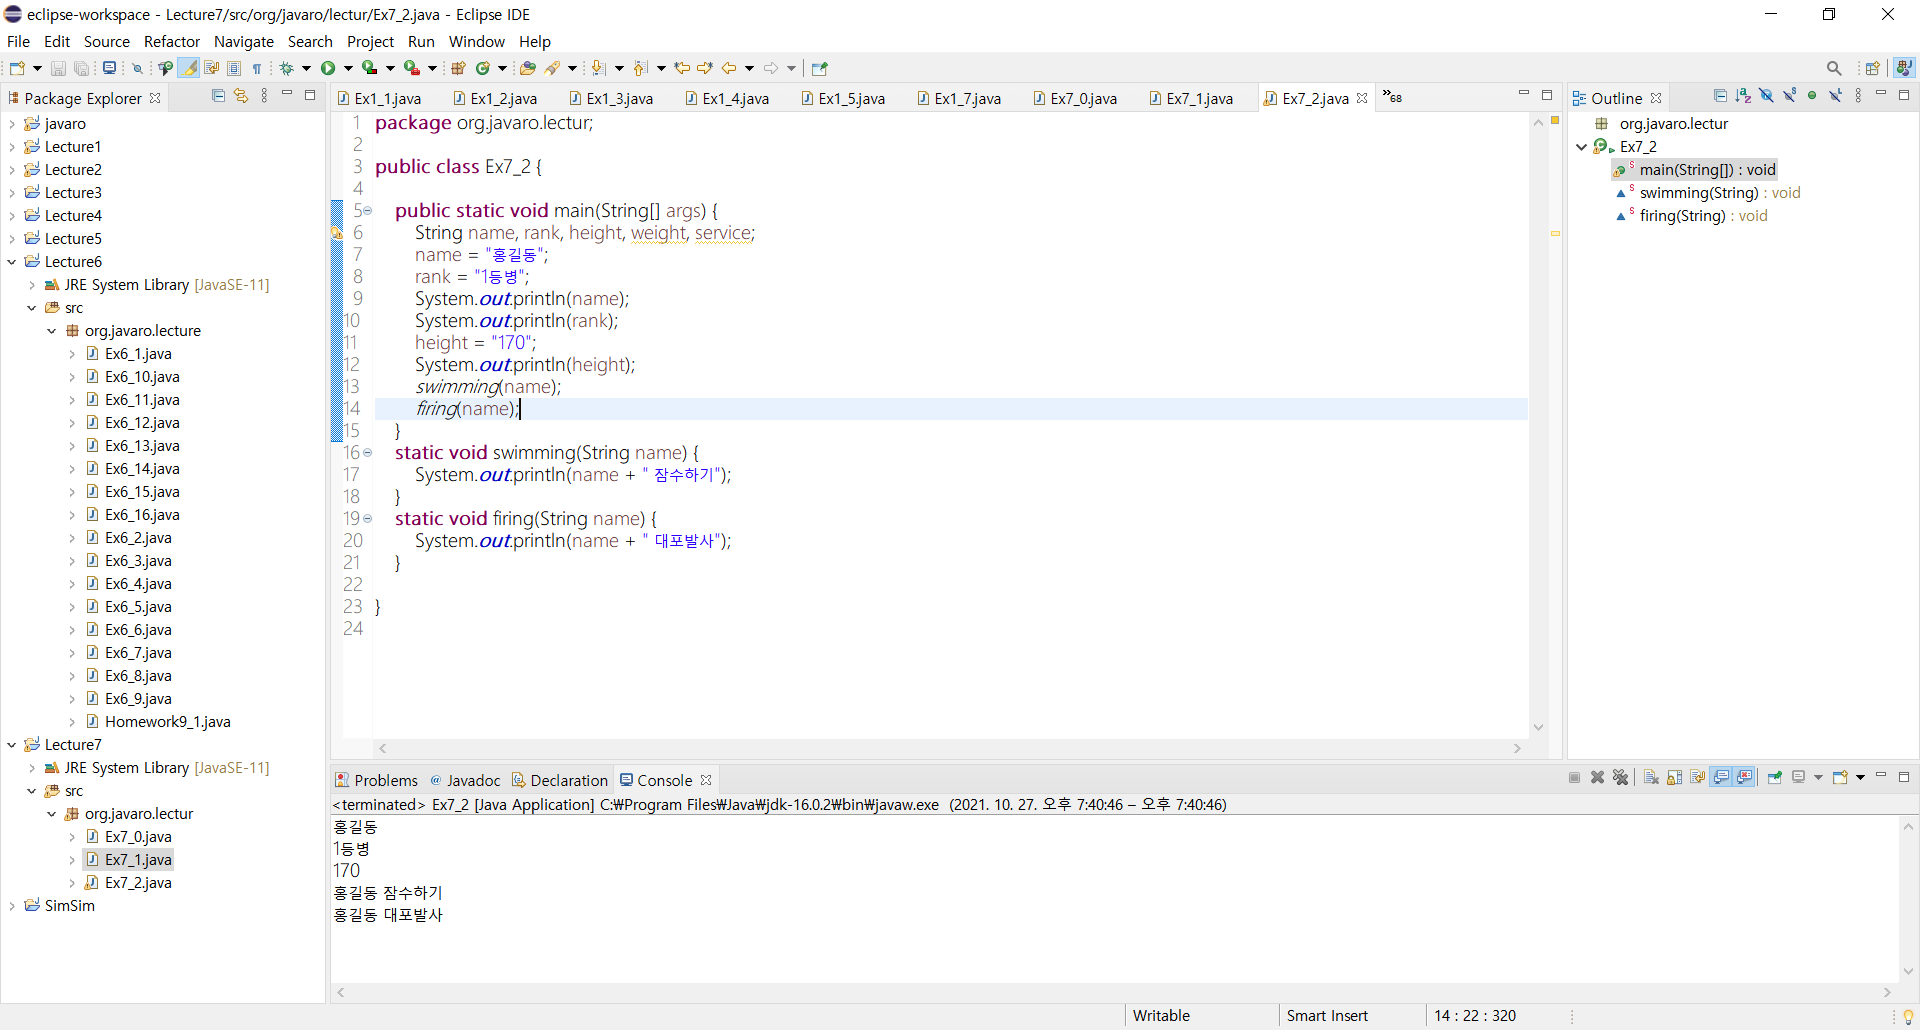 eclipse-workspace - Lecture7/src/org/javaro/lectur/Ex7_2.java - Eclipse IDE
File Edit Source Refactor Navigate Search Project Run Window Help
Package Explorer
javaro
Lecture1
Lecture2
Lecture3
Lecture4
Lecture5
Lecture6
JRE System Library [JavaSE-11]
src
org.javaro.lecture
Ex6_1.java
Ex6_10.java
Ex6_11.java
Ex6_12.java
Ex6_13.java
Ex6_14.java
Ex6_15.java
Ex6_16.java
Ex6_2.java
Ex6_3.java
Ex6_4.java
Ex6_5.java
Ex6_6.java
Ex6_7.java
Ex6_8.java
Ex6_9.java
Homework9_1.java
Lecture7
JRE System Library [JavaSE-11]
src
org.javaro.lectur
Ex7_0.java
Ex7_1.java
Ex7_2.java
SimSim
Ex1_1.java Ex1_2.java Ex1_3.java Ex1_4.java Ex1_5.java Ex1_7.java Ex7_0.java Ex7_1.java Ex7_2.java »68
1 package org.javaro.lectur;
2
3 public class Ex7_2 {
4
5 public static void main(String[] args) {
6 String name, rank, height, weight, service;
7 name = "홍길동";
8 rank = "1등병";
9 System.out.println(name);
10 System.out.println(rank);
11 height = "170";
12 System.out.println(height);
13 swimming(name);
14 firing(name);
15 }
16 static void swimming(String name) {
17 System.out.println(name + " 잠수하기");
18 }
19 static void firing(String name) {
20 System.out.println(name + " 대포발사");
21 }
22
23 }
24
Outline
org.javaro.lectur
Ex7_2
main(String[]) : void
swimming(String) : void
firing(String) : void
Problems @ Javadoc Declaration Console
<terminated> Ex7_2 [Java Application] C:₩Program Files₩Java₩jdk-16.0.2₩bin₩javaw.exe (2021. 10. 27. 오후 7:40:46 – 오후 7:40:46)
홍길동
1등병
170
홍길동 잠수하기
홍길동 대포발사
Writable Smart Insert 14 : 22 : 320